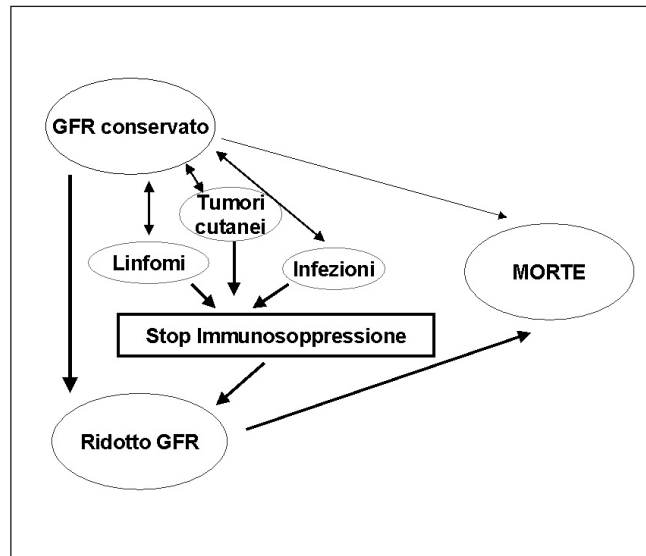 GFR conservato
Tumori
cutanei
Linfomi
Infezioni
MORTE
Stop Immunosoppressione
Ridotto GFR